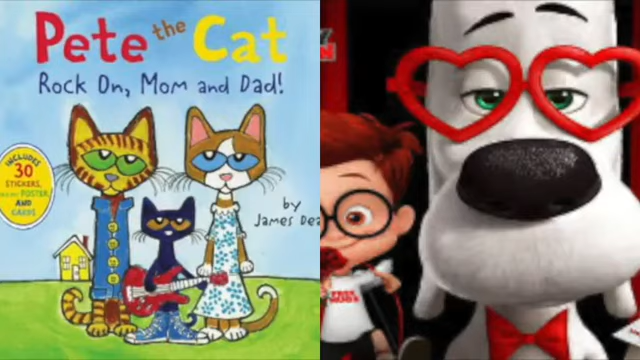 Pete the Cat
Rock On, Mom and Dad!
INCLUDES
30
STICKERS,
POSTER
AND
CARDS
by
James Dea